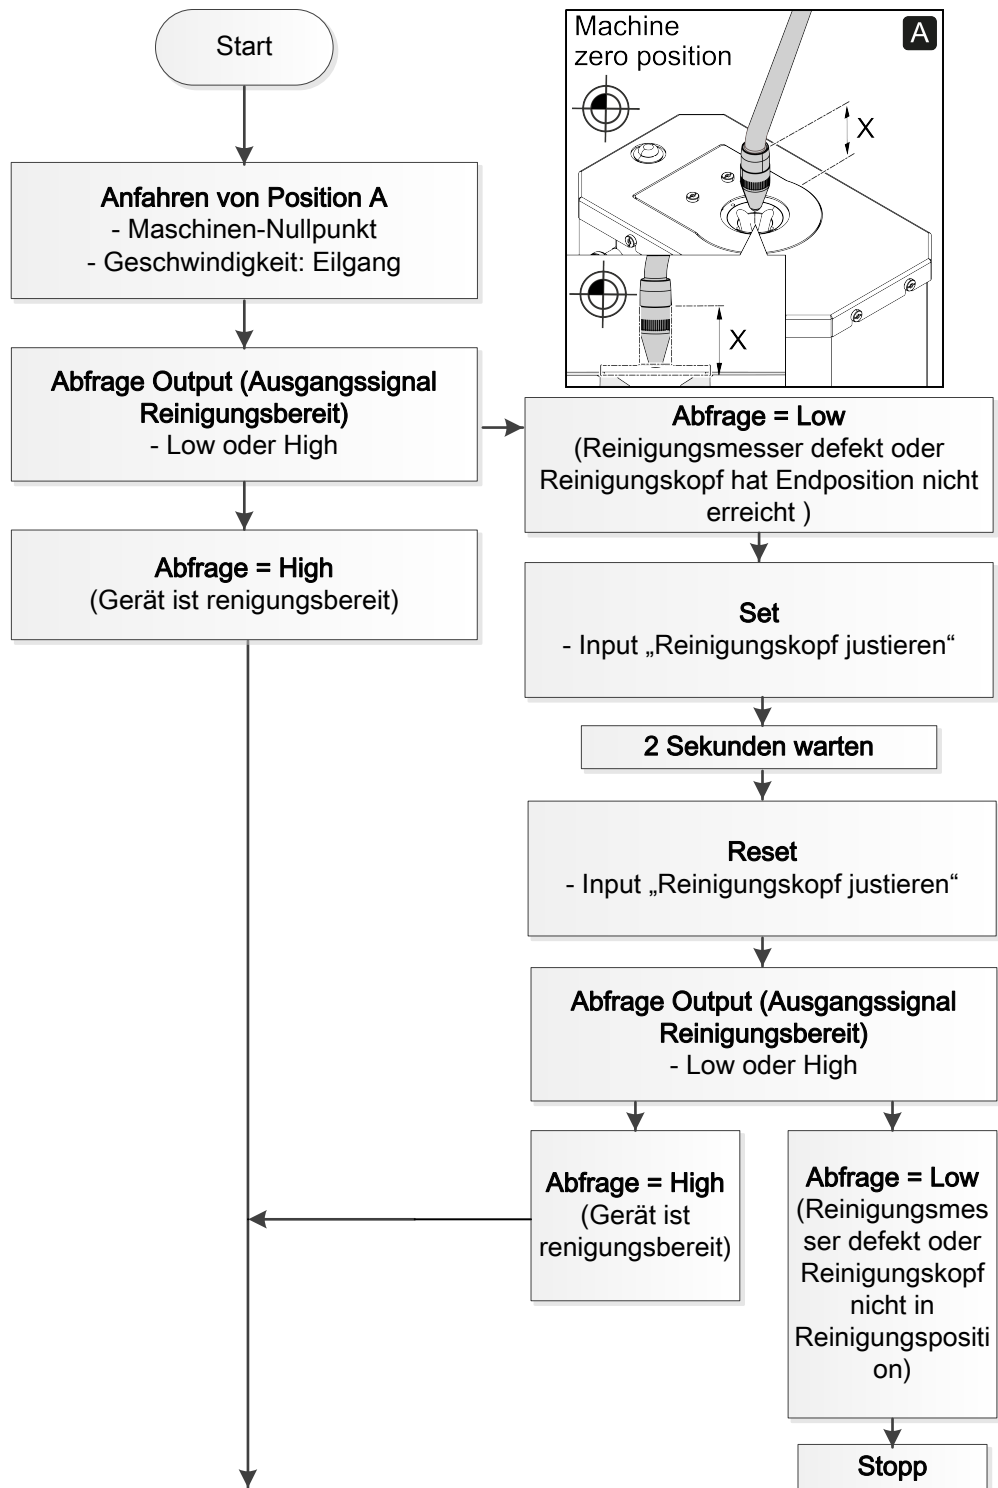 Start
Machine
zero position
A
X
X
Anfahren von Position A
- Maschinen-Nullpunkt
- Geschwindigkeit: Eilgang
Abfrage Output (Ausgangssignal
Reinigungsbereit)
- Low oder High
Abfrage = Low
(Reinigungsmesser defekt oder
Reinigungskopf hat Endposition nicht
erreicht )
Abfrage = High
(Gerät ist renigungsbereit)
Set
- Input „Reinigungskopf justieren“
2 Sekunden warten
Reset
- Input „Reinigungskopf justieren“
Abfrage Output (Ausgangssignal
Reinigungsbereit)
- Low oder High
Abfrage = High
(Gerät ist
renigungsbereit)
Abfrage = Low
(Reinigungsmes
ser defekt oder
Reinigungskopf
nicht in
Reinigungspositi
on)
Stopp